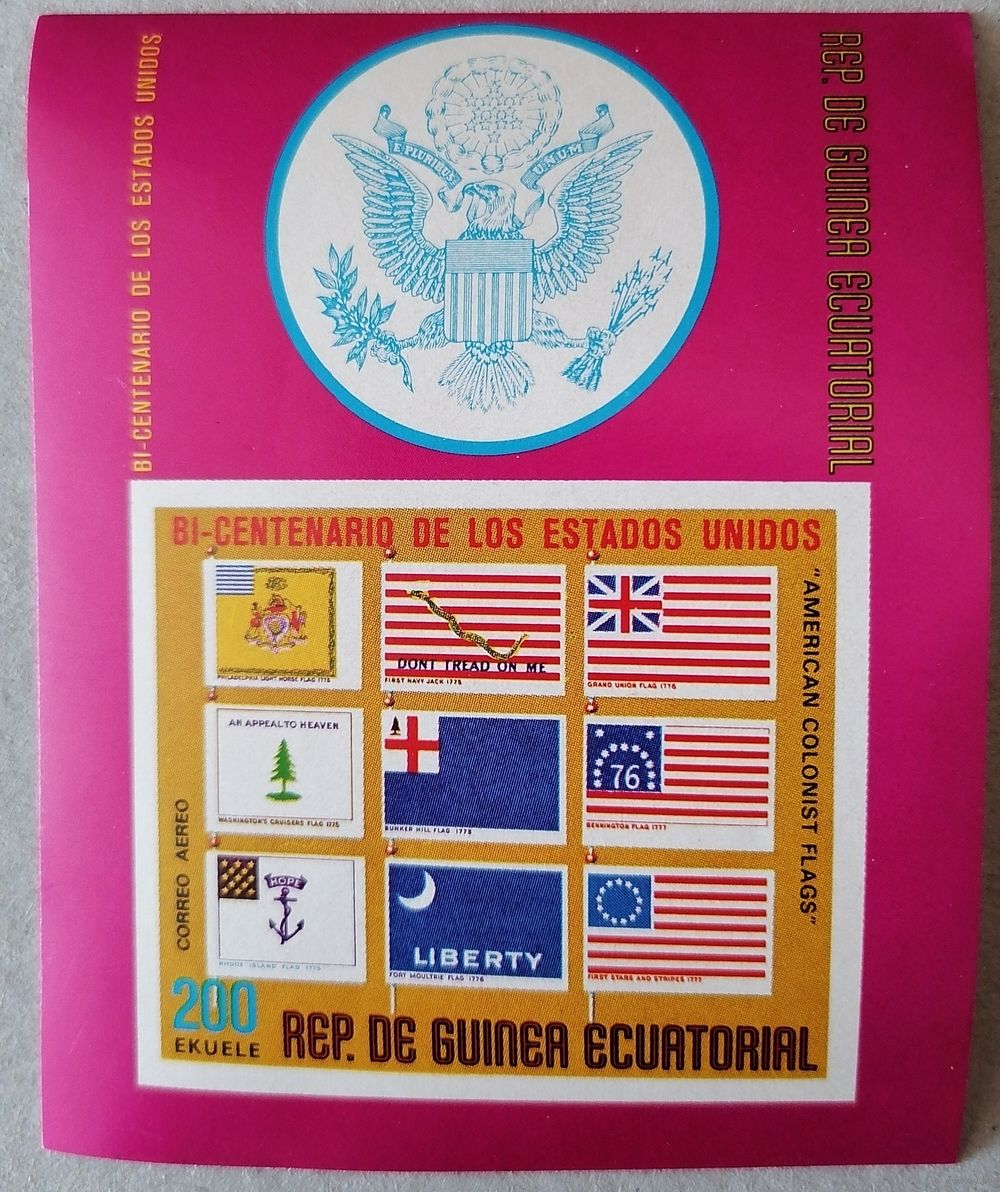 BI-CENTENARIO DE LOS ESTADOS UNIDOS
REP. DE GUINEA ECUATORIAL
E PLURIBUS UNUM
BI-CENTENARIO DE LOS ESTADOS UNIDOS
"AMERICAN COLONIST FLAGS"
PHILADELPHIA LIGHT HORSE FLAG 1775
DONT TREAD ON ME
FIRST NAVY JACK 1775
GRAND UNION FLAG 1776
AN APPEAL TO HEAVEN
WASHINGTON'S CRUISERS FLAG 1775
BUNKER HILL FLAG 1775
76
BENNINGTON FLAG 1777
HOPE
RHODE ISLAND FLAG 1775
LIBERTY
FORT MOULTRIE FLAG 1776
FIRST STARS AND STRIPES 1777
CORREO AEREO
200
EKUELE
REP. DE GUINEA ECUATORIAL